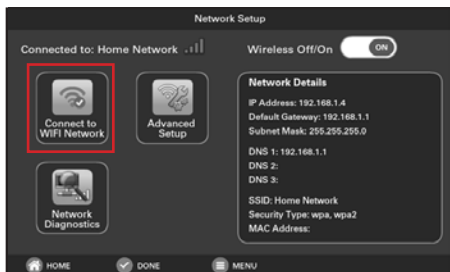 Network Setup
Connected to: Home Network
Wireless Off/On ON
Connect to
WIFI Network
Advanced
Setup
Network
Diagnostics
Network Details
IP Address: 192.168.1.4
Default Gateway: 192.168.1.1
Subnet Mask: 255.255.255.0
DNS 1: 192.168.1.1
DNS 2:
DNS 3:
SSID: Home Network
Security Type: wpa, wpa2
MAC Address:
HOME DONE MENU